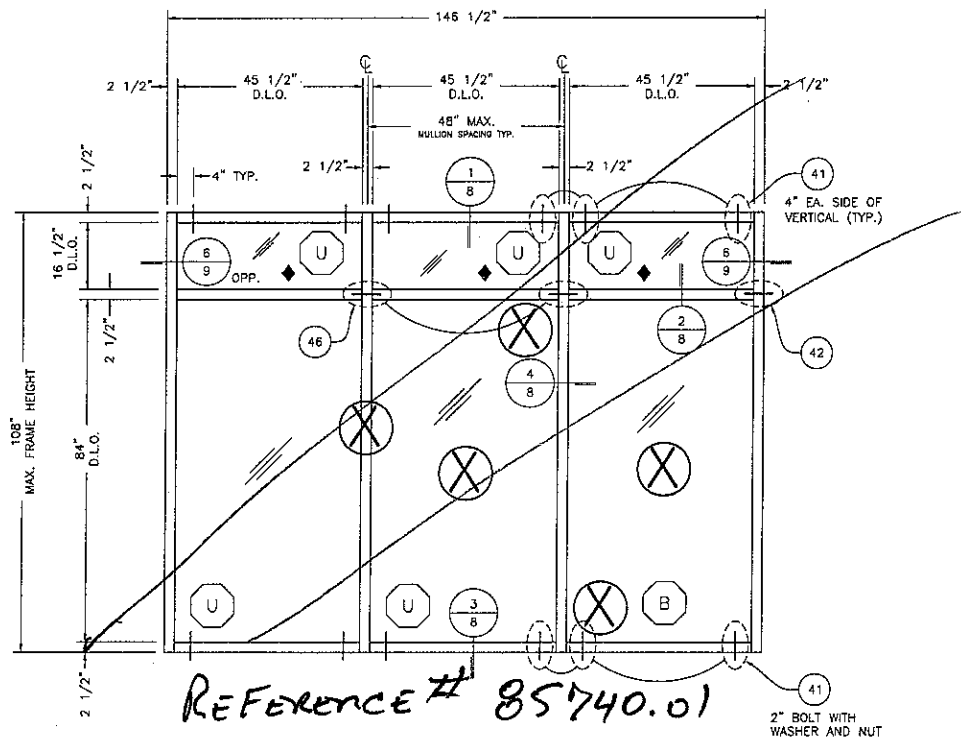 146 1/2"
℄ ℄
2 1/2" 45 1/2" 45 1/2" 45 1/2" 2 1/2"
D.L.O. D.L.O. D.L.O.
48" MAX.
MULLION SPACING TYP.
2 1/2" 4" TYP. 2 1/2" 1 2 1/2" 41
8
4" EA. SIDE OF
VERTICAL (TYP.)
16 1/2"
D.L.O.
6 U U U 6
9 OPP. 9
2 1/2"
46 2 42
8
4
8
108"
MAX. FRAME HEIGHT
84"
D.L.O.
X
X
X X
X
U U 3 B
8
2 1/2"
REFERENCE # 85740.01
41
2" BOLT WITH
WASHER AND NUT